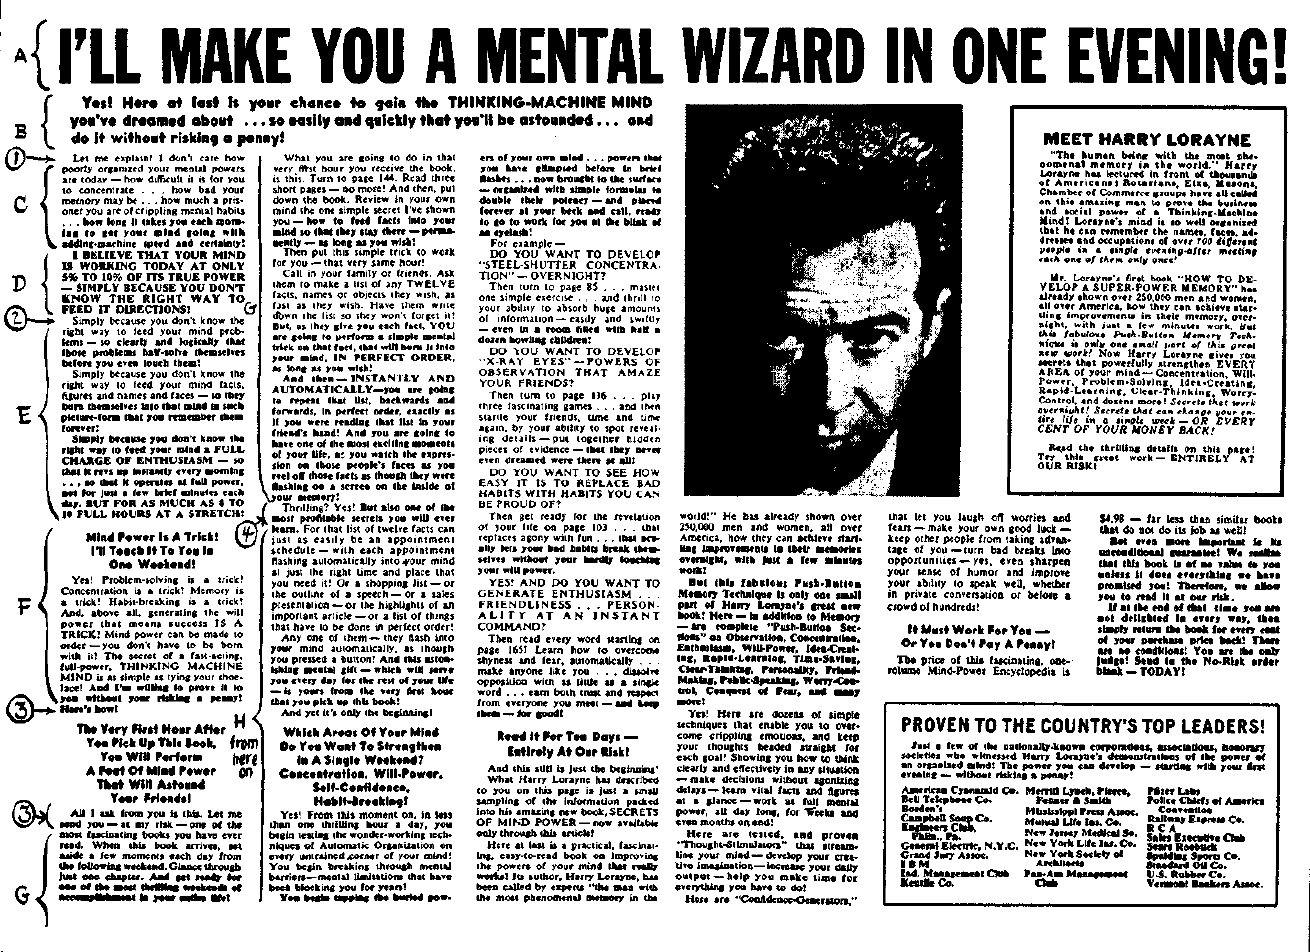 A
I'LL MAKE YOU A MENTAL WIZARD IN ONE EVENING!
B
Yes! Here at last is your chance to gain the THINKING-MACHINE MIND
you've dreamed about ...so easily and quickly that you'll be astounded... and
do it without risking a penny!
1
C
Let me explain! I don't care how
poorly organized your mental powers
are today — how difficult it is for you
to concentrate . . . how bad your
memory may be . . . how much a pris-
oner you are of crippling mental habits
. . . how long it takes you each morn-
ing to get your mind going with
adding-machine speed and certainty!
D
I BELIEVE THAT YOUR MIND
IS WORKING TODAY AT ONLY
5% TO 10% OF ITS TRUE POWER
— SIMPLY BECAUSE YOU DON'T
KNOW THE RIGHT WAY TO
FEED IT DIRECTIONS!
2
E
Simply because you don't know the
right way to feed your mind prob-
lems — so clearly and logically that
those problems half-solve themselves
before you even touch them!
Simply because you don't know the
right way to feed your mind facts,
figures and names and faces — so they
burn themselves into that mind in such
picture-form that you remember them
forever!
Simply because you don't know the
right way to feed your mind a FULL
CHARGE OF ENTHUSIASM — so
that it revs up instantly every morning
. . . so that it operates at full power,
not for just a few brief minutes each
day, BUT FOR AS MUCH AS 8 TO
10 FULL HOURS AT A STRETCH!
F
Mind Power Is A Trick!
I'll Teach It To You In
One Weekend!
Yes! Problem-solving is a trick!
Concentration is a trick! Memory is
a trick! Habit-breaking is a trick!
And, above all, generating the will
power that means success IS A
TRICK! Mind power can be made to
order — you don't have to be born
with it! The secret of a fast-acting,
full-power, THINKING MACHINE
MIND is as simple as tying your shoe-
lace! And I'm willing to prove it to
you without your risking a penny!
3
Here's how!
The Very First Hour After
You Pick Up This Book,
You Will Perform
A Feat Of Mind Power
That Will Astound
Your Friends!
3
G
All I ask from you is this. Let me
send you — at my risk — one of the
most fascinating books you have ever
read. When this book arrives, set
aside a few moments each day from
the following weekend. Glance through
just one chapter. And get ready for
one of the most thrilling weekends of
accomplishment in your entire life!
G
What you are going to do in that
very first hour you receive the book,
is this. Turn to page 144. Read three
short pages — no more! And then, put
down the book. Review in your own
mind the one simple secret I've shown
you — how to feed facts into your
mind so that they stay there — perma-
nently — as long as you wish!
Then put this simple trick to work
for you — that very same hour!
Call in your family or friends. Ask
them to make a list of any TWELVE
facts, names or objects they wish, as
fast as they wish. Have them write
down the list so they won't forget it!
But, as they give you each fact, YOU
are going to perform a simple mental
trick on that fact, that will burn it into
your mind, IN PERFECT ORDER,
as long as you wish!
And then — INSTANTLY AND
AUTOMATICALLY—you are going
to repeat that list, backwards and
forwards, in perfect order, exactly as
if you were reading that list in your
friend's hand! And you are going to
have one of the most exciting moments
of your life, as you watch the expres-
sion on those people's faces as you
reel off those facts as though they were
flashing on a screen on the inside of
your memory!
4
Thrilling? Yes! But also one of the
most profitable secrets you will ever
learn. For that list of twelve facts can
just as easily be an appointment
schedule — with each appointment
flashing automatically into your mind
at just the right time and place that
you need it! Or a shopping list — or
the outline of a speech — or a sales
presentation — or the highlights of an
important article — or a list of things
that have to be done in perfect order!
Any one of them — they flash into
your mind automatically, as though
you pressed a button! And this aston-
ishing mental gift — which will serve
you every day for the rest of your life
— is yours from the very first hour
that you pick up this book!
H
from
here
on
And yet it's only the beginning!
Which Areas Of Your Mind
Do You Want To Strengthen
In A Single Weekend?
Concentration, Will-Power,
Self-Confidence,
Habit-Breaking?
Yes! From this moment on, in less
than one thrilling hour a day, you
begin testing the wonder-working tech-
niques of Automatic Organization on
every untrained corner of your mind!
You begin breaking through mental
barriers—mental limitations that have
been blocking you for years!
You begin tapping the buried pow-
ers of your own mind . . . powers that
you have glimpsed before in brief
flashes . . . now brought to the surface
— organized with simple formulas to
double their potency — and placed
forever at your beck and call, ready
to go to work for you at the blink of
an eyelash!
For example —
DO YOU WANT TO DEVELOP
"STEEL-SHUTTER CONCENTRA-
TION" — OVERNIGHT?
Then turn to page 85 . . . master
one simple exercise . . . and thrill to
your ability to absorb huge amounts
of information — easily and swiftly
— even in a room filled with half a
dozen howling children!
DO YOU WANT TO DEVELOP
"X-RAY EYES" — POWERS OF
OBSERVATION THAT AMAZE
YOUR FRIENDS?
Then turn to page 136 . . . play
three fascinating games . . . and then
startle your friends, time and time
again, by your ability to spot reveal-
ing details — put together hidden
pieces of evidence — that they never
even dreamed were there at all!
DO YOU WANT TO SEE HOW
EASY IT IS TO REPLACE BAD
HABITS WITH HABITS YOU CAN
BE PROUD OF?
Then get ready for the revelation
of your life on page 103 . . . that
replaces agony with fun . . . that actu-
ally lets your bad habits break them-
selves without your hardly touching
your will power.
YES! AND DO YOU WANT TO
GENERATE ENTHUSIASM . . .
FRIENDLINESS . . . PERSON-
ALITY AT AN INSTANT
COMMAND?
Then read every word starting on
page 165! Learn how to overcome
shyness and fear, automatically . . .
make anyone like you . . . dissolve
opposition with as little as a single
word . . . earn both trust and respect
from everyone you meet — and keep
them — for good!
Read It For Ten Days —
Entirely At Our Risk!
And this still is just the beginning!
What Harry Lorayne has described
to you on this page is just a small
sampling of the information packed
into his amazing new book, SECRETS
OF MIND POWER — now available
only through this article!
Here at last is a practical, fascinat-
ing, easy-to-read book on improving
the powers of your mind that really
works! Its author, Harry Lorayne, has
been called by experts "the man with
the most phenomenal memory in the
world!" He has already shown over
250,000 men and women, all over
America, how they can achieve start-
ling improvements in their memories
overnight, with just a few minutes
work!
But this fabulous Push-Button
Memory Technique is only one small
part of Harry Lorayne's great new
book! Here — in addition to Memory
— are complete "Push-Button Sec-
tions" on Observation, Concentration,
Enthusiasm, Will-Power, Idea-Creat-
ing, Rapid-Learning, Time-Saving,
Clear-Thinking, Personality, Friend-
Making, Public-Speaking, Worry-Con-
trol, Conquest of Fear, and many
more!
Yes! Here are dozens of simple
techniques that enable you to over-
come crippling emotions, and keep
your thoughts headed straight for
each goal! Showing you how to think
clearly and effectively in any situation
— make decisions without agonizing
delays — learn vital facts and figures
at a glance — work at full mental
power, all day long, for Weeks and
even months on end!
Here are tested, and proven
"Thought-Stimulators" that stream-
line your mind — develop your crea-
tive imagination—increase your daily
output — help you make time for
everything you have to do!
Here are "Confidence-Generators,"
that let you laugh off worries and
fears — make your own good luck —
keep other people from taking advan-
tage of you — turn bad breaks into
opportunities — yes, even sharpen
your sense of humor and improve
your ability to speak well, whether
in private conversation or before a
crowd of hundreds!
It Must Work For You —
Or You Don't Pay A Penny!
The price of this fascinating, one-
volume Mind-Power Encyclopedia is
$4.98 — far less than similar books
that do not do its job as well!
But even more important is its
unconditional guarantee! We realize
that this book is of no value to you
unless it does everything we have
promised you! Therefore, we allow
you to read it at our risk.
If at the end of that time you are
not delighted in every way, then
simply return the book for every cent
of your purchase price back! There
are no conditions! You are the only
judge! Send in the No-Risk order
blank — TODAY!
MEET HARRY LORAYNE
"The human being with the most phe-
nomenal memory in the world." Harry
Lorayne has lectured in front of thousands
of Americans! Rotarians, Elks, Masons,
Chamber of Commerce groups have all called
on this amazing man to prove the business
and social power of a Thinking-Machine
Mind! Lorayne's mind is so well organized
that he can remember the names, faces, ad-
dresses and occupations of over 700 different
people in a single evening—after meeting
each one of them only once!
Mr. Lorayne's first book "HOW TO DE-
VELOP A SUPER-POWER MEMORY" has
already shown over 250,000 men and women,
all over America, how they can achieve star-
tling improvements in their memory, over-
night, with just a few minutes work. But
this fabulous Push-Button Memory Tech-
nique is only one small part of this great
new work! Now Harry Lorayne gives you
secrets that powerfully strengthen EVERY
AREA of your mind — Concentration, Will-
Power, Problem-Solving, Idea-Creating,
Rapid-Learning, Clear-Thinking, Worry-
Control, and dozens more! Secrets that work
overnight! Secrets that can change your en-
tire life in a single week — OR EVERY
CENT OF YOUR MONEY BACK!
Read the thrilling details on this page!
Try this great work — ENTIRELY AT
OUR RISK!
PROVEN TO THE COUNTRY'S TOP LEADERS!
Just a few of the nationally-known corporations, associations, honorary
societies who witnessed Harry Lorayne's demonstrations of the power of
an organized mind! The power you can develop — starting with your first
evening — without risking a penny!
American Cyanamid Co.
Bell Telephone Co.
Borden's
Campbell Soup Co.
Engineers Club,
Phila., Pa.
General Electric, N.Y.C.
Grand Jury Assoc.
I B M
Ind. Management Club
Kentile Co.
Merrill Lynch, Pierce,
Fenner & Smith
Mississippi Press Assoc.
Mutual Life Ins. Co.
New Jersey Medical So.
New York Life Ins. Co.
New York Society of
Architects
Pan-Am Management
Club
Pfizer Labs
Police Chiefs of America
Convention
Railway Express Co.
R C A
Sales Executive Club
Sears Roebuck
Spalding Sports Co.
Standard Oil Co.
U.S. Rubber Co.
Vermont Bankers Assoc.